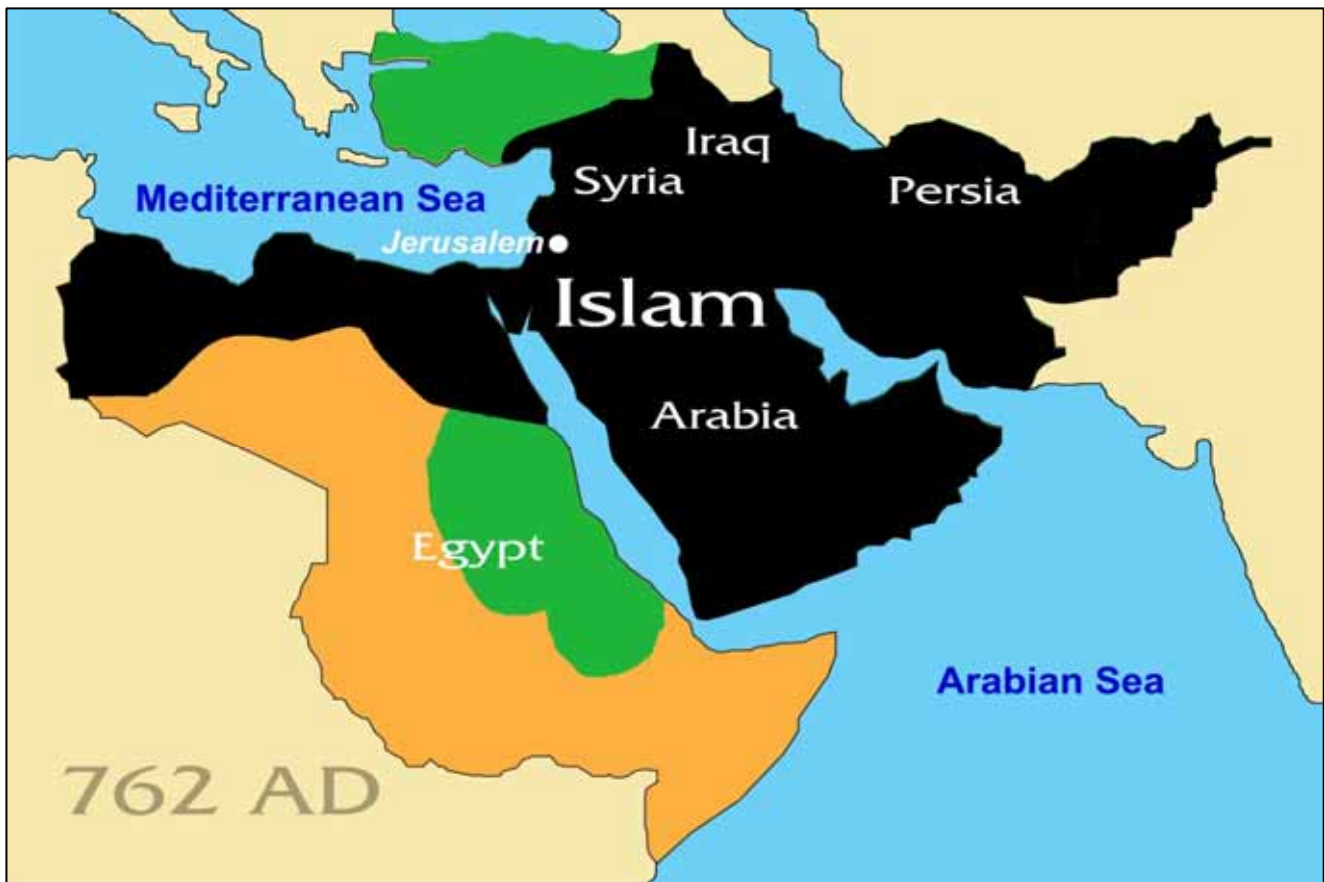 Iraq
Syria
Persia
Mediterranean Sea
Jerusalem
Islam
Arabia
Egypt
Arabian Sea
762 AD